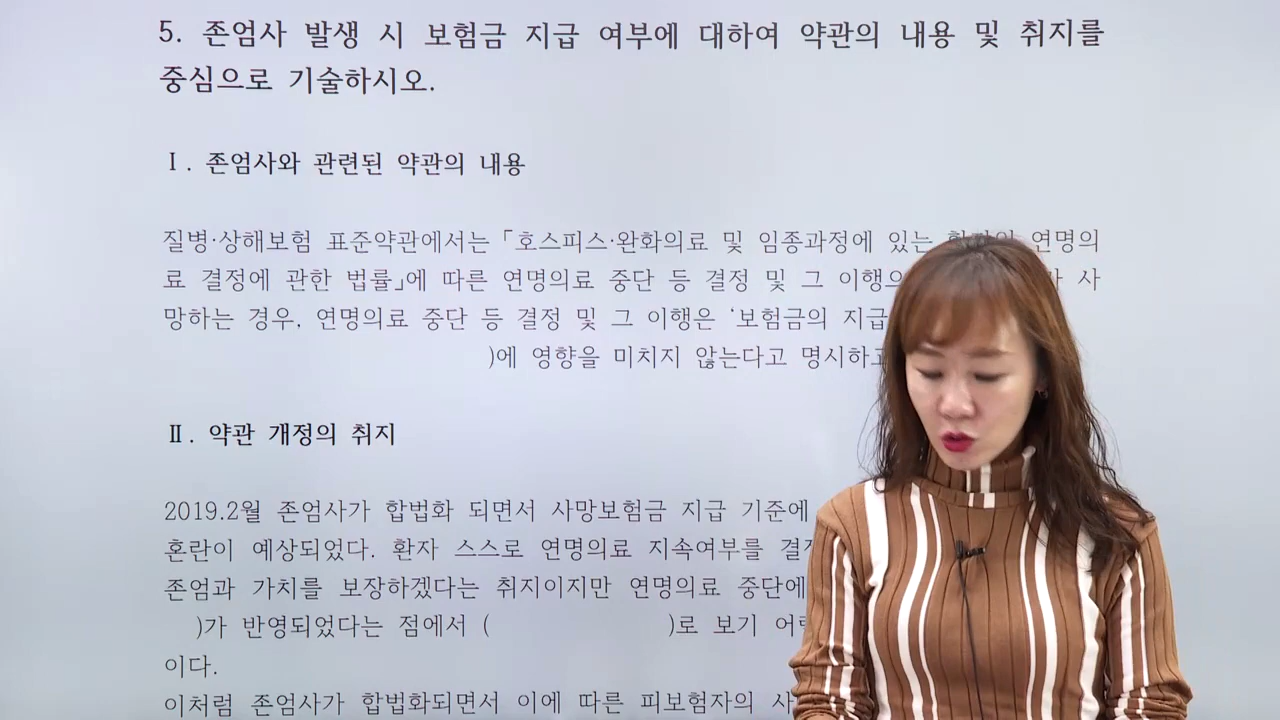 5. 존엄사 발생 시 보험금 지급 여부에 대하여 약관의 내용 및 취지를
중심으로 기술하시오.
Ⅰ. 존엄사와 관련된 약관의 내용
질병·상해보험 표준약관에서는 「호스피스·완화의료 및 임종과정에 있는 연명의
료 결정에 관한 법률」에 따른 연명의료 중단 등 결정 및 그 이행으 사
망하는 경우, 연명의료 중단 등 결정 및 그 이행은 '보험금의 지급
)에 영향을 미치지 않는다고 명시하고
Ⅱ. 약관 개정의 취지
2019.2월 존엄사가 합법화 되면서 사망보험금 지급 기준에
혼란이 예상되었다. 환자 스스로 연명의료 지속여부를
존엄과 가치를 보장하겠다는 취지이지만 연명의료 중단에
)가 반영되었다는 점에서 ( )로 보기
이다.
이처럼 존엄사가 합법화되면서 이에 따른 피보험자의